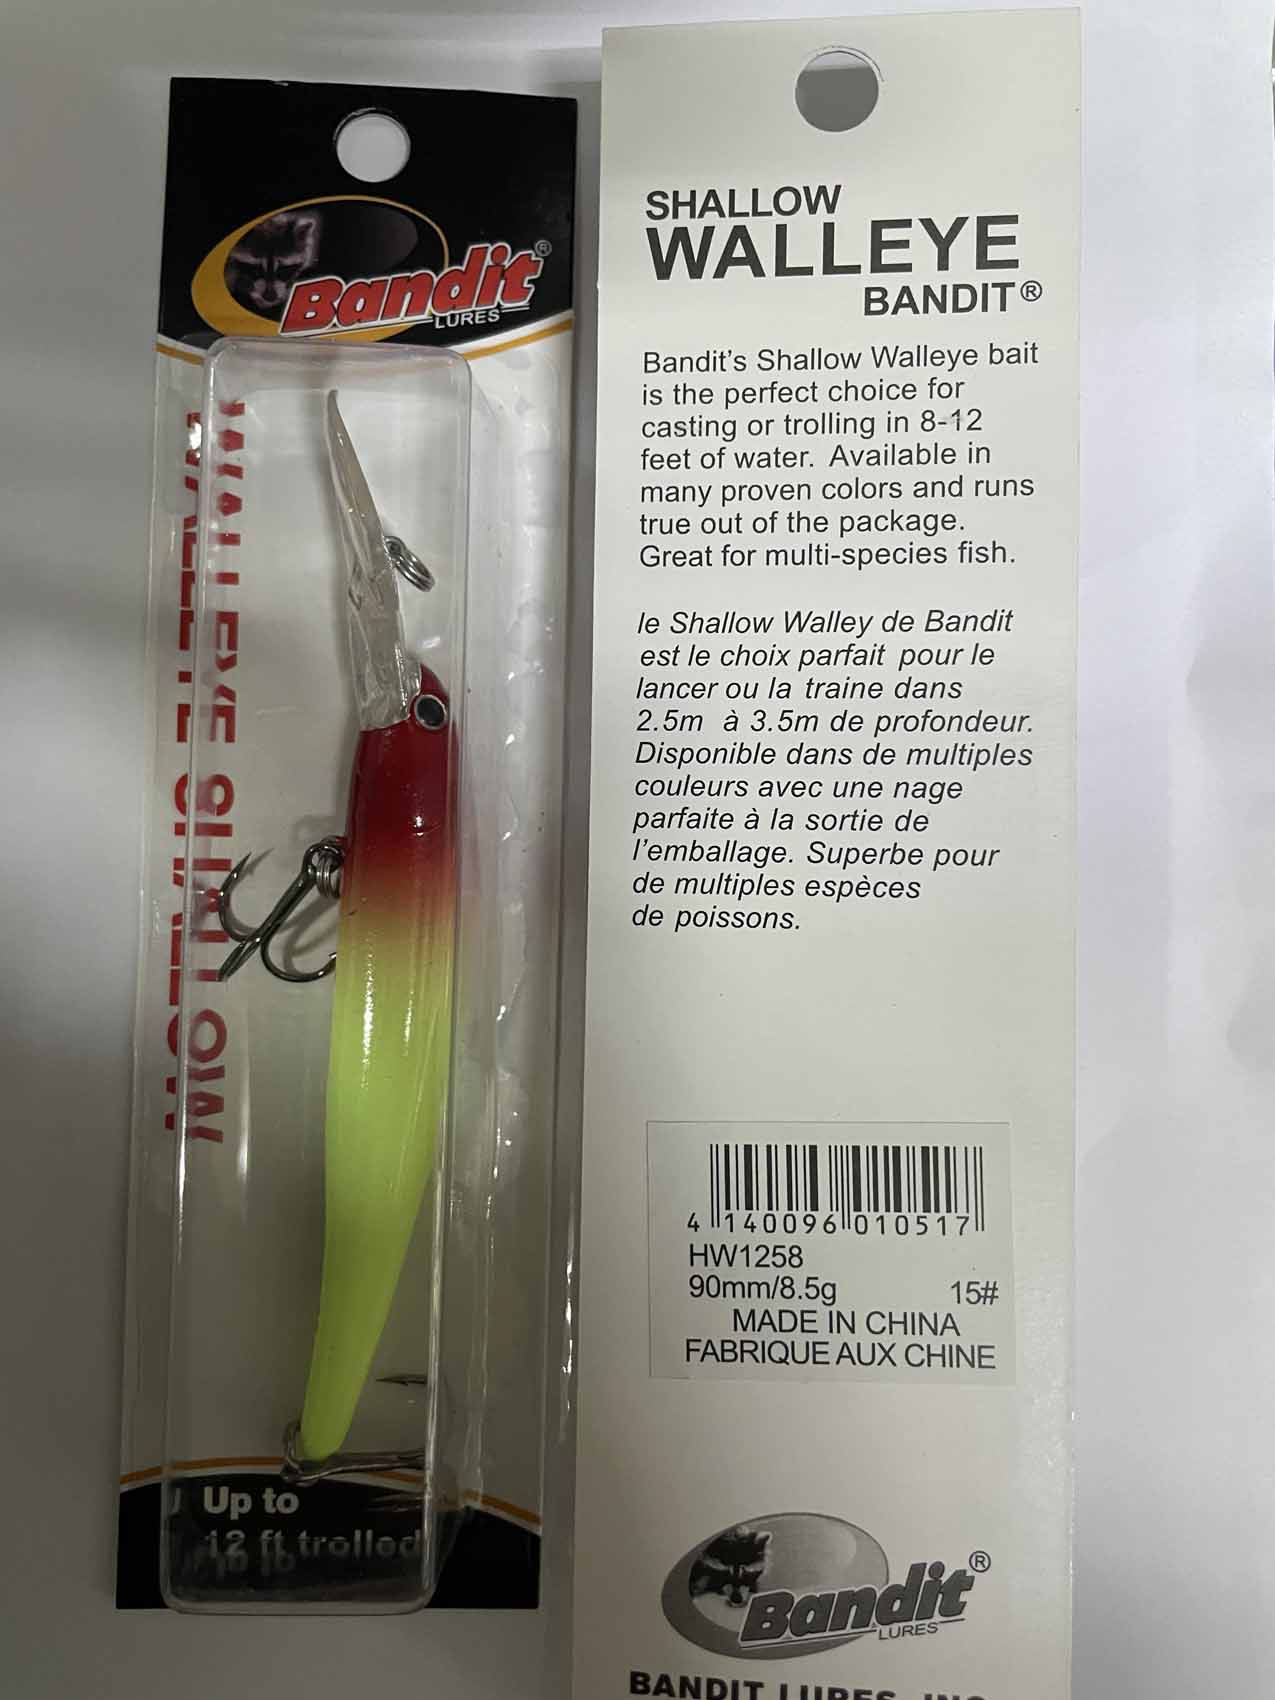 Bandit®
LURES
WALLEYE SHALLOW
Up to
12 ft trolled
SHALLOW
WALLEYE
BANDIT®
Bandit's Shallow Walleye bait
is the perfect choice for
casting or trolling in 8-12
feet of water. Available in
many proven colors and runs
true out of the package.
Great for multi-species fish.
le Shallow Walley de Bandit
est le choix parfait pour le
lancer ou la traine dans
2.5m à 3.5m de profondeur.
Disponible dans de multiples
couleurs avec une nage
parfaite à la sortie de
l'emballage. Superbe pour
de multiples espèces
de poissons.
4 140096 010517
HW1258
90mm/8.5g 15#
MADE IN CHINA
FABRIQUE AUX CHINE
Bandit®
LURES
BANDIT LURES, INC